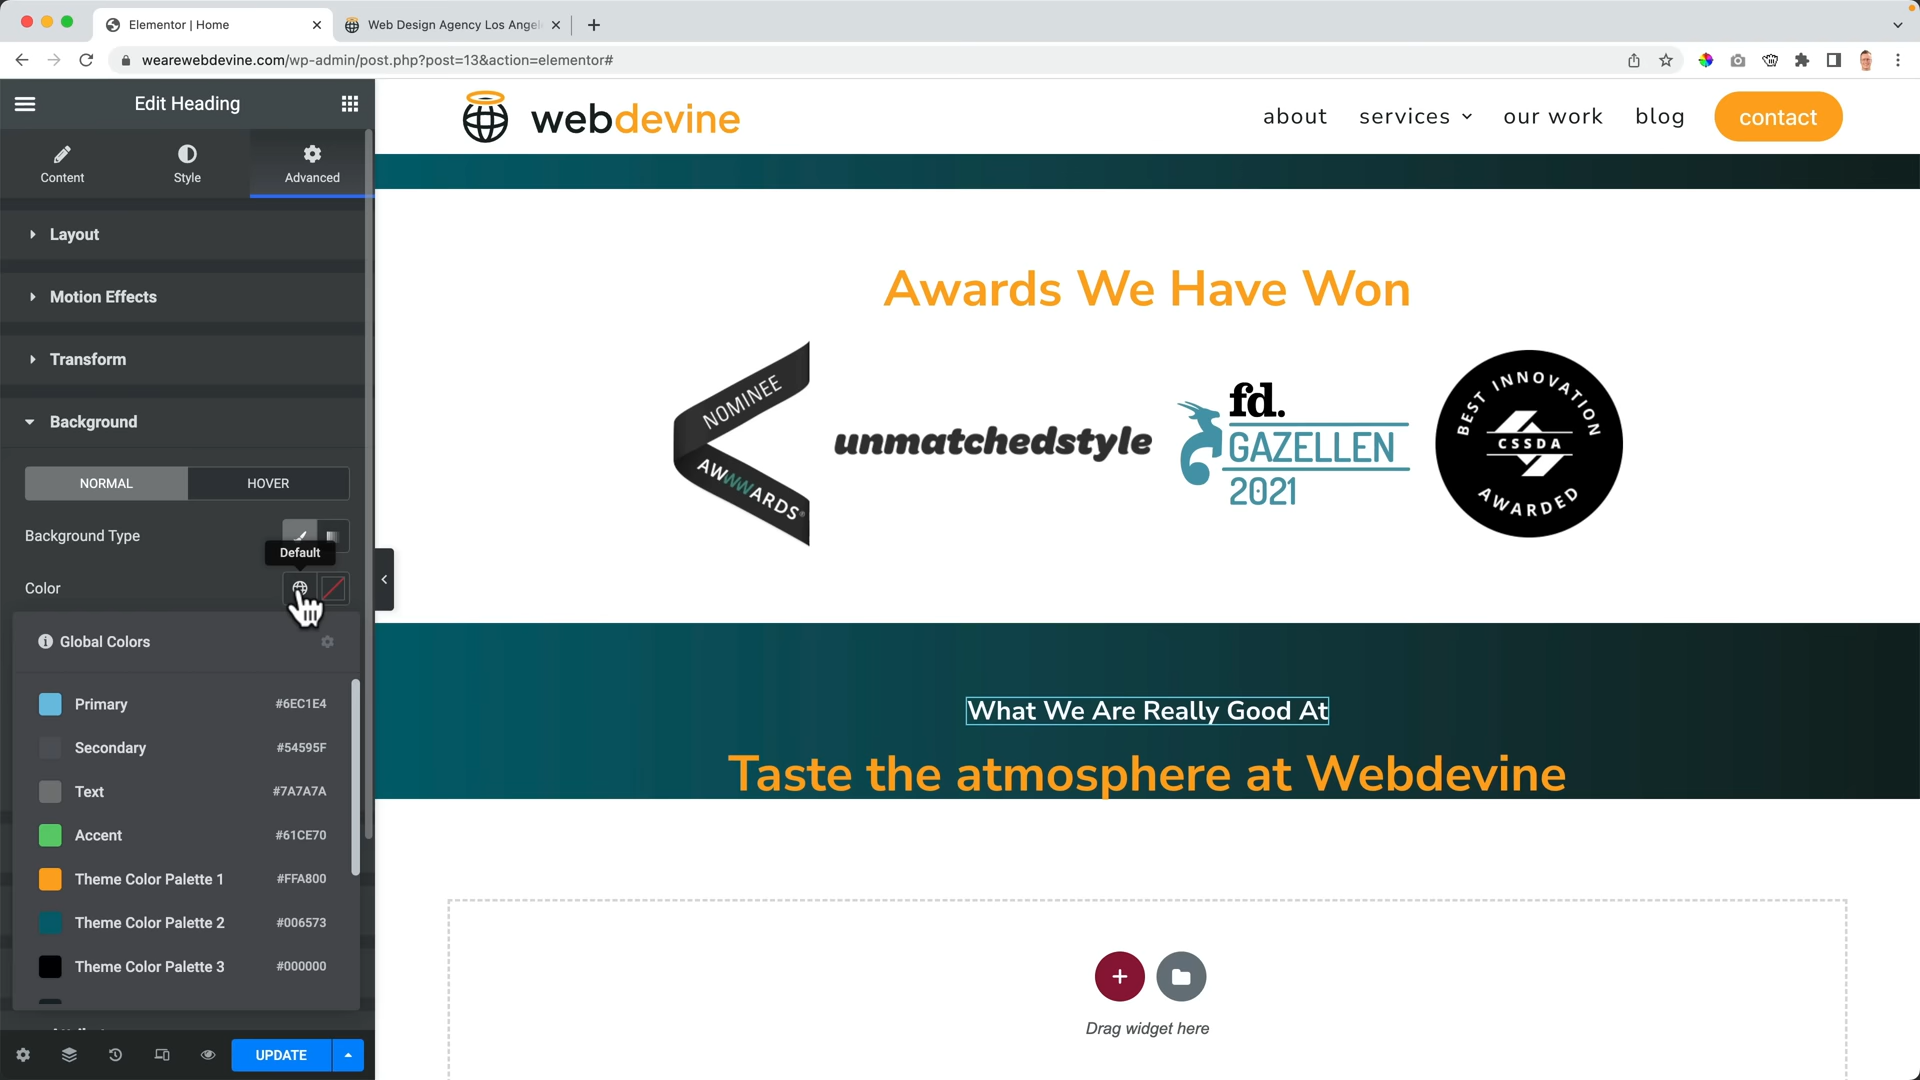 Elementor | Home
Web Design Agency Los Angel
wearewebdevine.com/wp-admin/post.php?post=13&action=elementor#
Edit Heading
Content
Style
Advanced
Layout
Motion Effects
Transform
Background
NORMAL
HOVER
Background Type
Default
Color
Global Colors
Primary #6EC1E4
Secondary #54595F
Text #7A7A7A
Accent #61CE70
Theme Color Palette 1 #FFA800
Theme Color Palette 2 #006573
Theme Color Palette 3 #000000
UPDATE
webdevine
about services our work blog contact
Awards We Have Won
NOMINEE
AWWWARDS®
unmatchedstyle
fd.
GAZELLEN
2021
BEST INNOVATION
CSSDA
AWARDED
What We Are Really Good At
Taste the atmosphere at Webdevine
Drag widget here